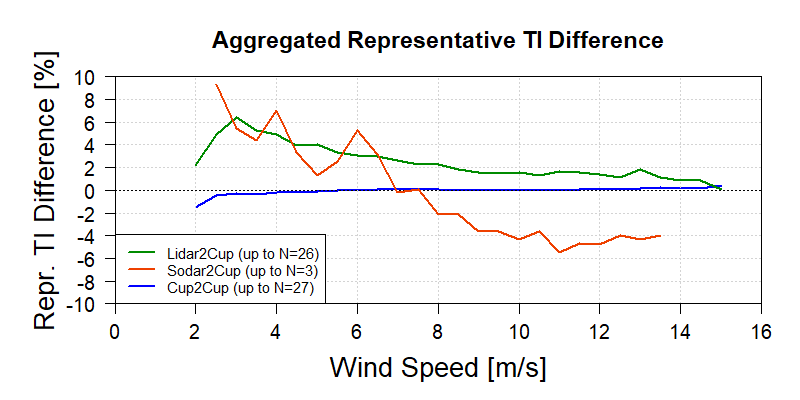 Aggregated Representative TI Difference
Repr. TI Difference [%]
10
8
6
4
2
0
-2
-4
-6
-8
-10
Lidar2Cup (up to N=26)
Sodar2Cup (up to N=3)
Cup2Cup (up to N=27)
0 2 4 6 8 10 12 14 16
Wind Speed [m/s]